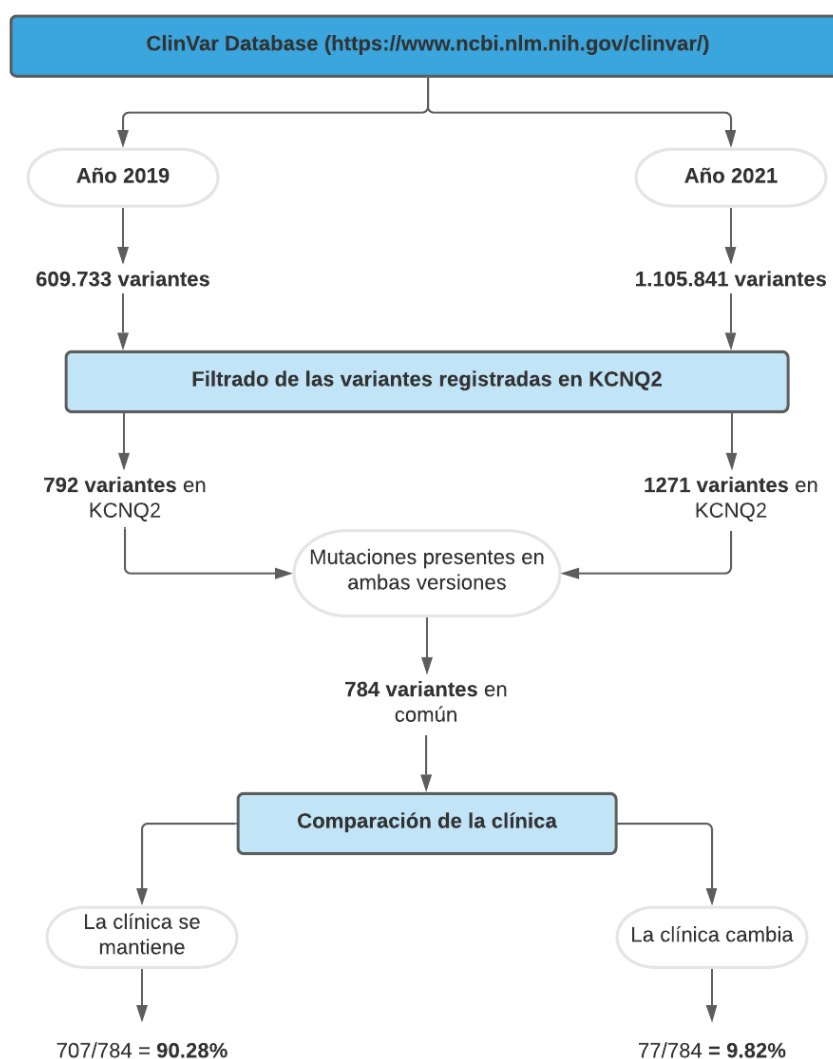 ClinVar Database (https://www.ncbi.nlm.nih.gov/clinvar/)
Año 2019
Año 2021
609.733 variantes
1.105.841 variantes
Filtrado de las variantes registradas en KCNQ2
792 variantes en
KCNQ2
1271 variantes en
KCNQ2
Mutaciones presentes en
ambas versiones
784 variantes en
común
Comparación de la clínica
La clínica se
mantiene
La clínica cambia
707/784 = 90.28%
77/784 = 9.82%